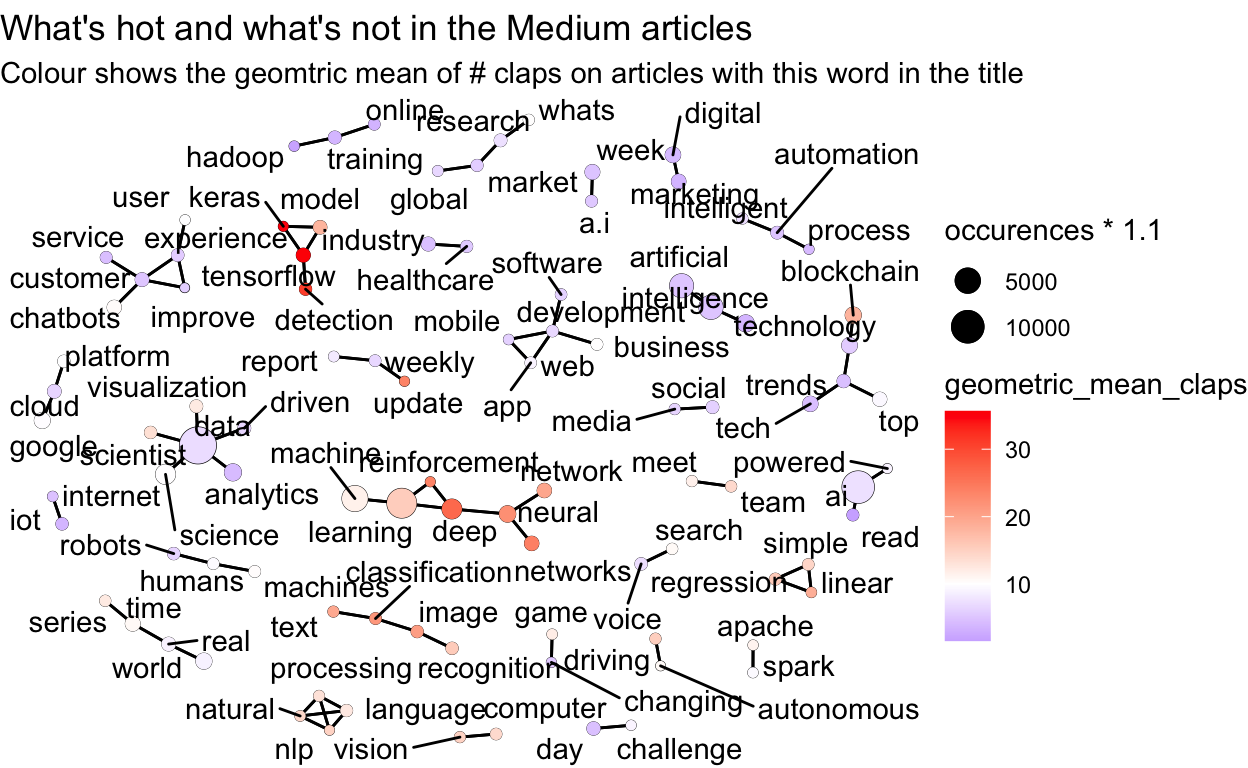 What's hot and what's not in the Medium articles
Colour shows the geomtric mean of # claps on articles with this word in the title
online
research
whats
digital
hadoop
training
week
automation
global
market
marketing
user
keras
model
intelligent
a.i
process
service
experience
industry
customer
tensorflow
healthcare
software
artificial
blockchain
chatbots
improve
detection
mobile
development
intelligence
technology
platform
report
weekly
web
business
visualization
cloud
driven
update
app
social
trends
google
data
media
tech
top
scientist
machine
reinforcement
network
meet
powered
internet
analytics
team
ai
iot
learning
deep
neural
science
search
read
robots
simple
humans
machines
classification
networks
regression
linear
series
time
text
image
game
voice
apache
real
world
processing
recognition
driving
spark
natural
language
computer
changing
autonomous
nlp
vision
day
challenge
occurences * 1.1
5000
10000
geometric_mean_claps
30
20
10